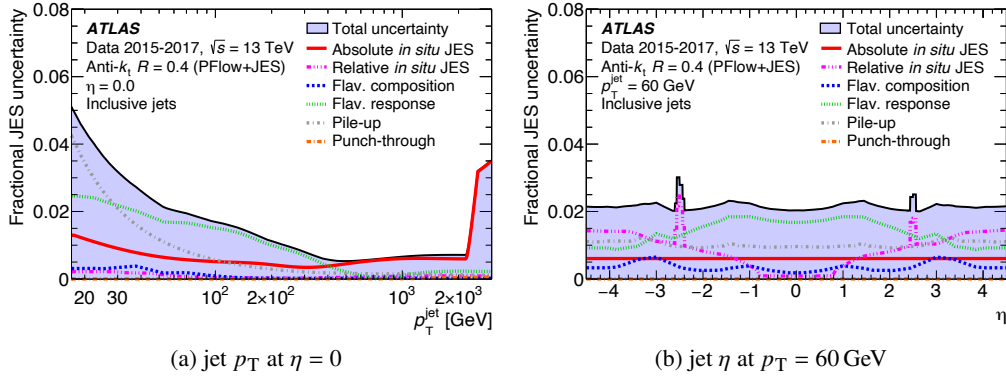 Fractional JES uncertainty
0.08
0.06
0.04
0.02
0
ATLAS
Data 2015-2017, √s = 13 TeV
Anti-kt R = 0.4 (PFlow+JES)
η = 0.0
Inclusive jets
Total uncertainty
Absolute in situ JES
Relative in situ JES
Flav. composition
Flav. response
Pile-up
Punch-through
20 30 10² 2×10² 10³ 2×10³
pTjet [GeV]
(a) jet pT at η = 0
Fractional JES uncertainty
0.08
0.06
0.04
0.02
0
ATLAS
Data 2015-2017, √s = 13 TeV
Anti-kt R = 0.4 (PFlow+JES)
pTjet = 60 GeV
Inclusive jets
Total uncertainty
Absolute in situ JES
Relative in situ JES
Flav. composition
Flav. response
Pile-up
Punch-through
−4 −3 −2 −1 0 1 2 3 4
η
(b) jet η at pT = 60 GeV